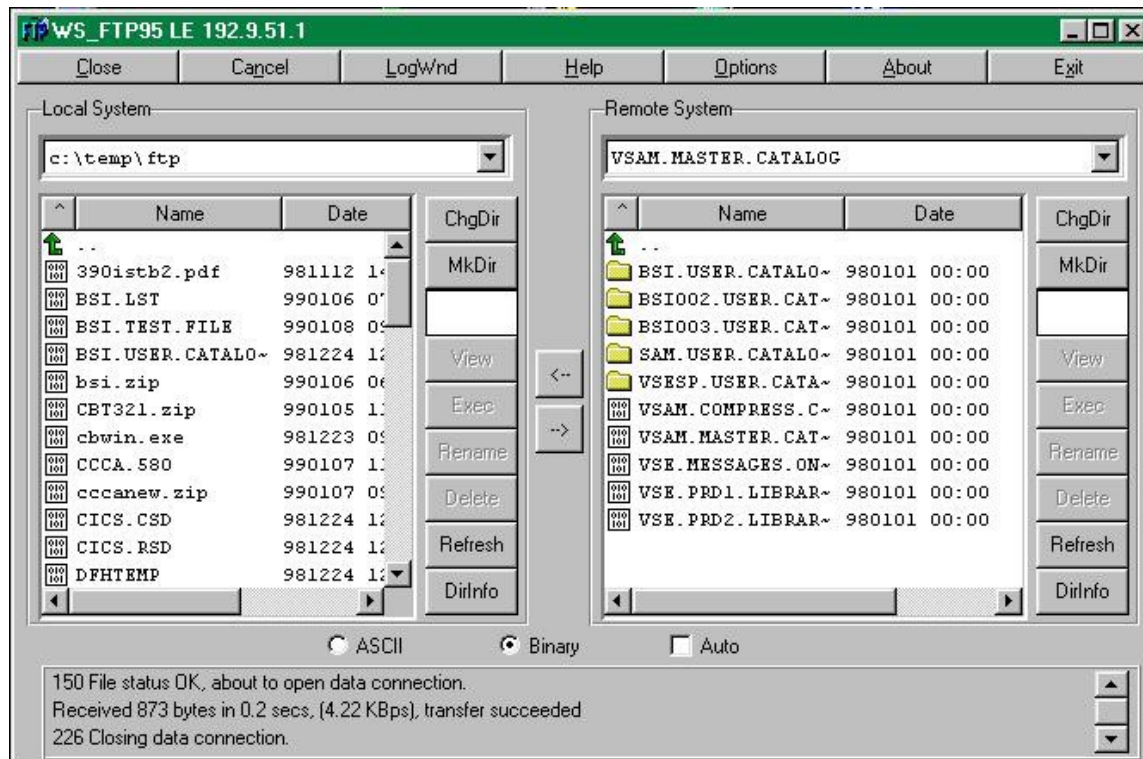 WS_FTP95 LE 192.9.51.1
Close Cancel LogWnd Help Options About Exit
Local System
c:\temp\ftp
^ Name Date
..
390istb2.pdf 981112
BSI.LST 990106
BSI.TEST.FILE 990108
BSI.USER.CATALO~ 981224
bsi.zip 990106
CBT321.zip 990105
cbwin.exe 981223
CCCA.580 990107
cccanew.zip 990107
CICS.CSD 981224
CICS.RSD 981224
DFHTEMP 981224
ChgDir
MkDir
View
Exec
Rename
Delete
Refresh
DirInfo
<--
-->
Remote System
VSAM.MASTER.CATALOG
^ Name Date
..
BSI.USER.CATALO~ 980101 00:00
BSI002.USER.CAT~ 980101 00:00
BSI003.USER.CAT~ 980101 00:00
SAM.USER.CATALO~ 980101 00:00
VSESP.USER.CATA~ 980101 00:00
VSAM.COMPRESS.C~ 980101 00:00
VSAM.MASTER.CAT~ 980101 00:00
VSE.MESSAGES.ON~ 980101 00:00
VSE.PRD1.LIBRAR~ 980101 00:00
VSE.PRD2.LIBRAR~ 980101 00:00
ChgDir
MkDir
View
Exec
Rename
Delete
Refresh
DirInfo
ASCII Binary Auto
150 File status OK, about to open data connection.
Received 873 bytes in 0.2 secs, (4.22 KBps), transfer succeeded
226 Closing data connection.